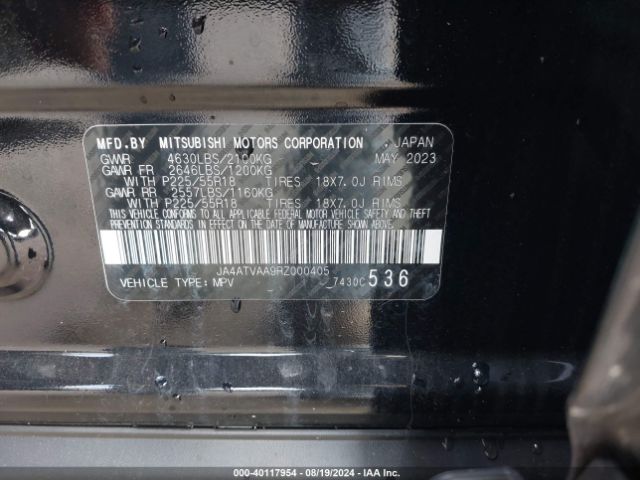 MFD.BY MITSUBISHI MOTORS CORPORATION JAPAN
GVWR 4630LBS/2100KG MAY 2023
GAWR FR 2646LBS/1200KG
WITH P225/55R18 TIRES 18X7.0J RIMS
GAWR RR 2557LBS/1160KG
WITH P225/55R18 TIRES 18X7.0J RIMS
THIS VEHICLE CONFORMS TO ALL APPLICABLE FEDERAL MOTOR VEHICLE SAFETY AND THEFT
PREVENTION STANDARDS IN EFFECT ON THE DATE OF MANUFACTURE SHOWN ABOVE.
JA4ATVAA9RZ000405
VEHICLE TYPE: MPV 7430C 536
000-40117954 - 08/19/2024 - IAA Inc.